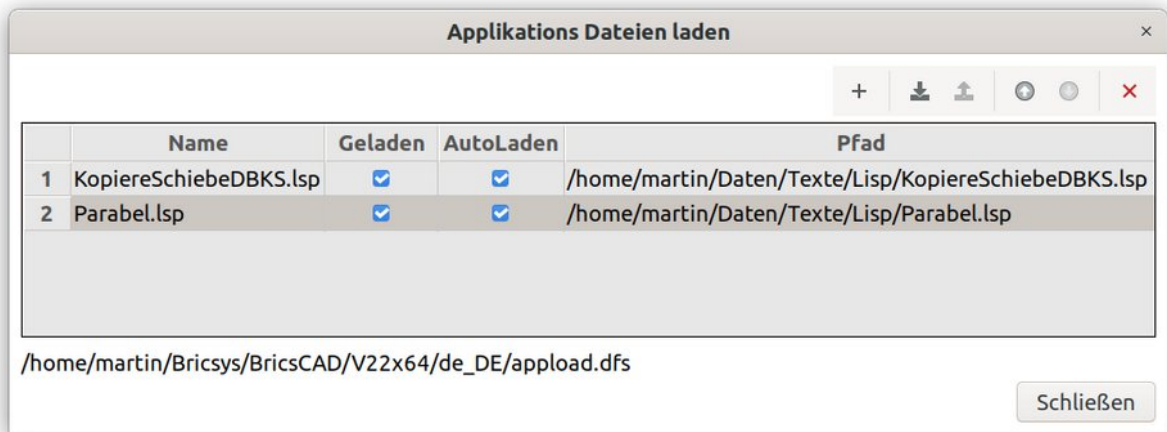 Applikations Dateien laden
Name Geladen AutoLaden Pfad
1 KopiereSchiebeDBKS.lsp /home/martin/Daten/Texte/Lisp/KopiereSchiebeDBKS.lsp
2 Parabel.lsp /home/martin/Daten/Texte/Lisp/Parabel.lsp
/home/martin/Bricsys/BricsCAD/V22x64/de_DE/appload.dfs
Schließen